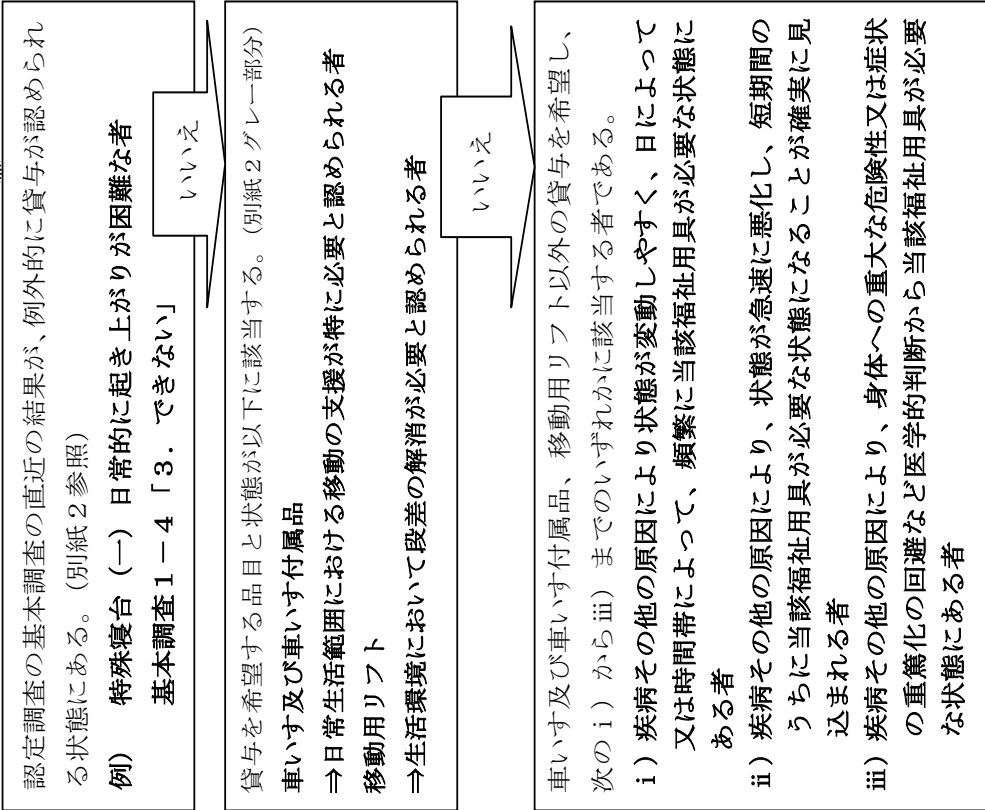 認定調査の基本調査の直近の結果が、例外的に貸与が認められ
る状態にある。（別紙２参照）
例）　特殊寝台（一）日常的に起き上がりが困難な者
基本調査１－４「３．できない」
いいえ
貸与を希望する品目と状態が以下に該当する。（別紙２グレー部分）
車いす及び車いす付属品
⇒日常生活範囲における移動の支援が特に必要と認められる者
移動用リフト
⇒生活環境において段差の解消が必要と認められる者
いいえ
車いす及び車いす付属品、移動用リフト以外の貸与を希望し、
次のⅰ）からⅲ）までのいずれかに該当する者である。
ⅰ）疾病その他の原因により状態が変動しやすく、日によって
又は時間帯によって、頻繁に当該福祉用具が必要な状態に
ある者
ⅱ）疾病その他の原因により、状態が急速に悪化し、短期間の
うちに当該福祉用具が必要な状態になることが確実に見
込まれる者
ⅲ）疾病その他の原因により、身体への重大な危険性又は症状
の重篤化の回避など医学的判断から当該福祉用具が必要
な状態にある者